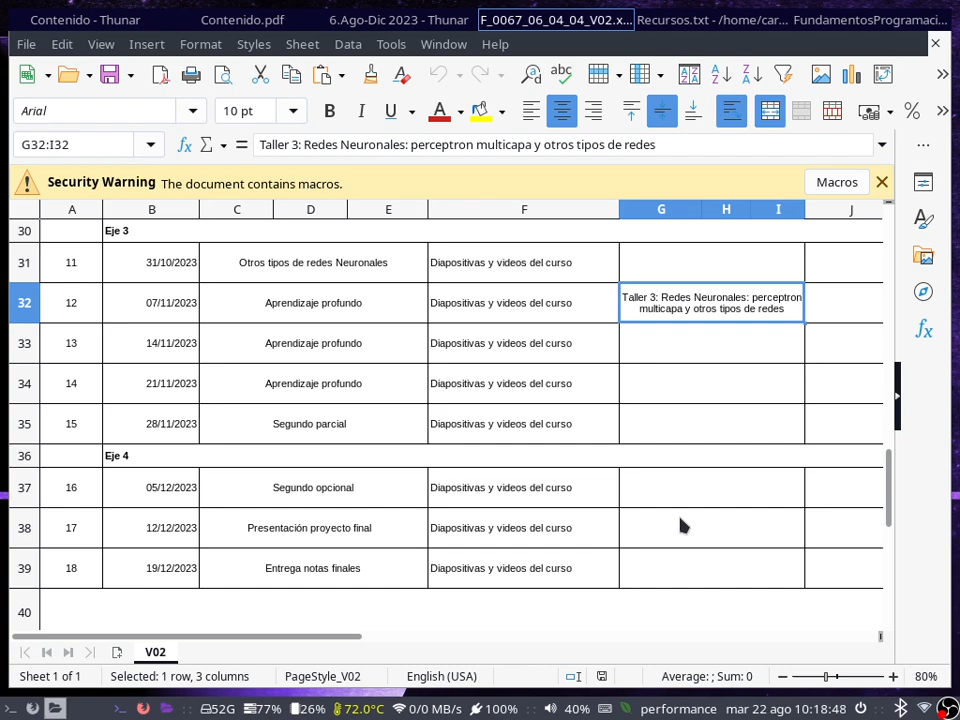 Contenido - Thunar
Contenido.pdf
6.Ago-Dic 2023 - Thunar
F_0067_06_04_04_V02.x...
Recursos.txt - /home/car...
FundamentosProgramaci...
File Edit View Insert Format Styles Sheet Data Tools Window Help
Arial
10 pt
B I U A
%
G32:I32
fx Σ = Taller 3: Redes Neuronales: perceptron multicapa y otros tipos de redes
Security Warning The document contains macros.
Macros
A B C D E F G H I J
30 Eje 3
31 11 31/10/2023 Otros tipos de redes Neuronales Diapositivas y videos del curso
32 12 07/11/2023 Aprendizaje profundo Diapositivas y videos del curso Taller 3: Redes Neuronales: perceptron
multicapa y otros tipos de redes
33 13 14/11/2023 Aprendizaje profundo Diapositivas y videos del curso
34 14 21/11/2023 Aprendizaje profundo Diapositivas y videos del curso
35 15 28/11/2023 Segundo parcial Diapositivas y videos del curso
36 Eje 4
37 16 05/12/2023 Segundo opcional Diapositivas y videos del curso
38 17 12/12/2023 Presentación proyecto final Diapositivas y videos del curso
39 18 19/12/2023 Entrega notas finales Diapositivas y videos del curso
40
V02
Sheet 1 of 1 Selected: 1 row, 3 columns PageStyle_V02 English (USA) Average: ; Sum: 0 80%
52G 77% 26% 72.0°C 0/0 MB/s 100% 40% performance mar 22 ago 10:18:48